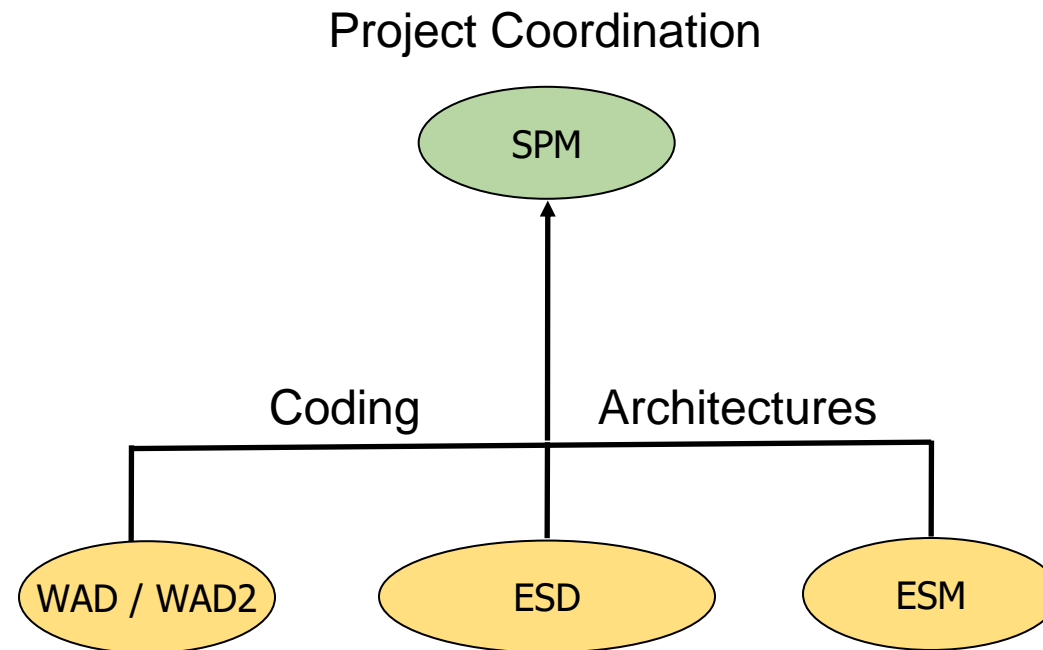 Project Coordination
SPM
Coding
Architectures
WAD / WAD2
ESD
ESM